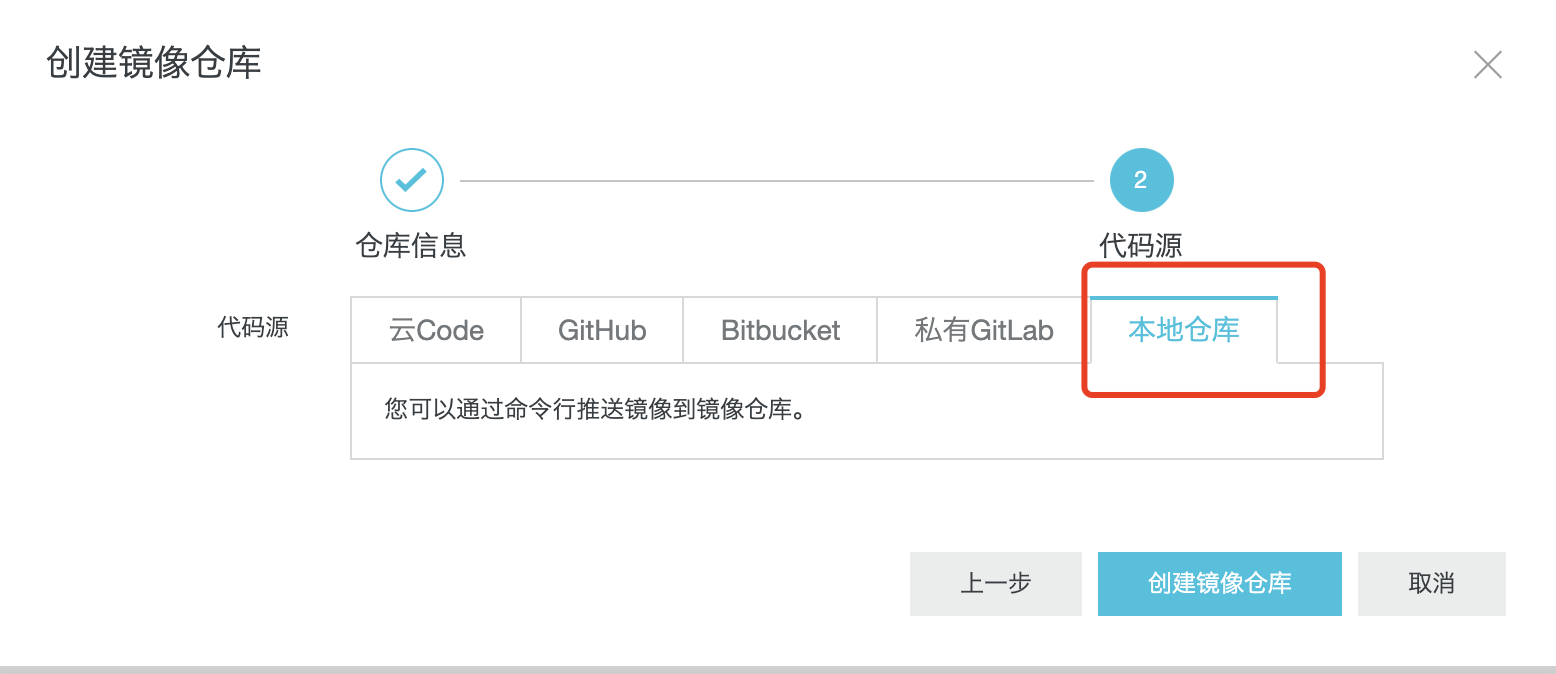 创建镜像仓库
2
仓库信息
代码源
代码源
云Code
GitHub
Bitbucket
私有GitLab
本地仓库
您可以通过命令行推送镜像到镜像仓库。
上一步
创建镜像仓库
取消